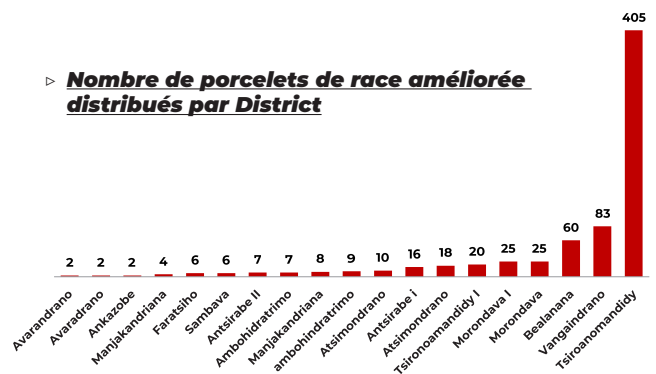 405
▷ Nombre de porcelets de race améliorée
distribués par District
2 2 2 4 6 6 7 7 8 9 10 16 18 20 25 25 60 83
Avarandrano
Avaradrano
Ankazobe
Manjakandriana
Faratsiho
Sambava
Antsirabe II
Ambohidratrimo
Manjakandriana
ambohindratrimo
Atsimondrano
Antsirabe i
Atsimondrano
Tsironoamandidy I
Morondava I
Morondava
Bealanana
Vangaindrano
Tsiroanomandidy